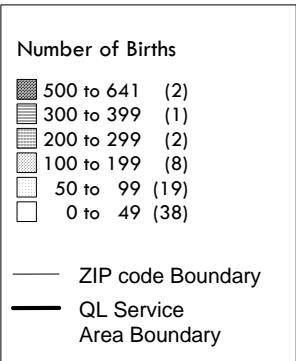 Number of Births
500 to 641 (2)
300 to 399 (1)
200 to 299 (2)
100 to 199 (8)
50 to 99 (19)
0 to 49 (38)
ZIP code Boundary
QL Service
Area Boundary